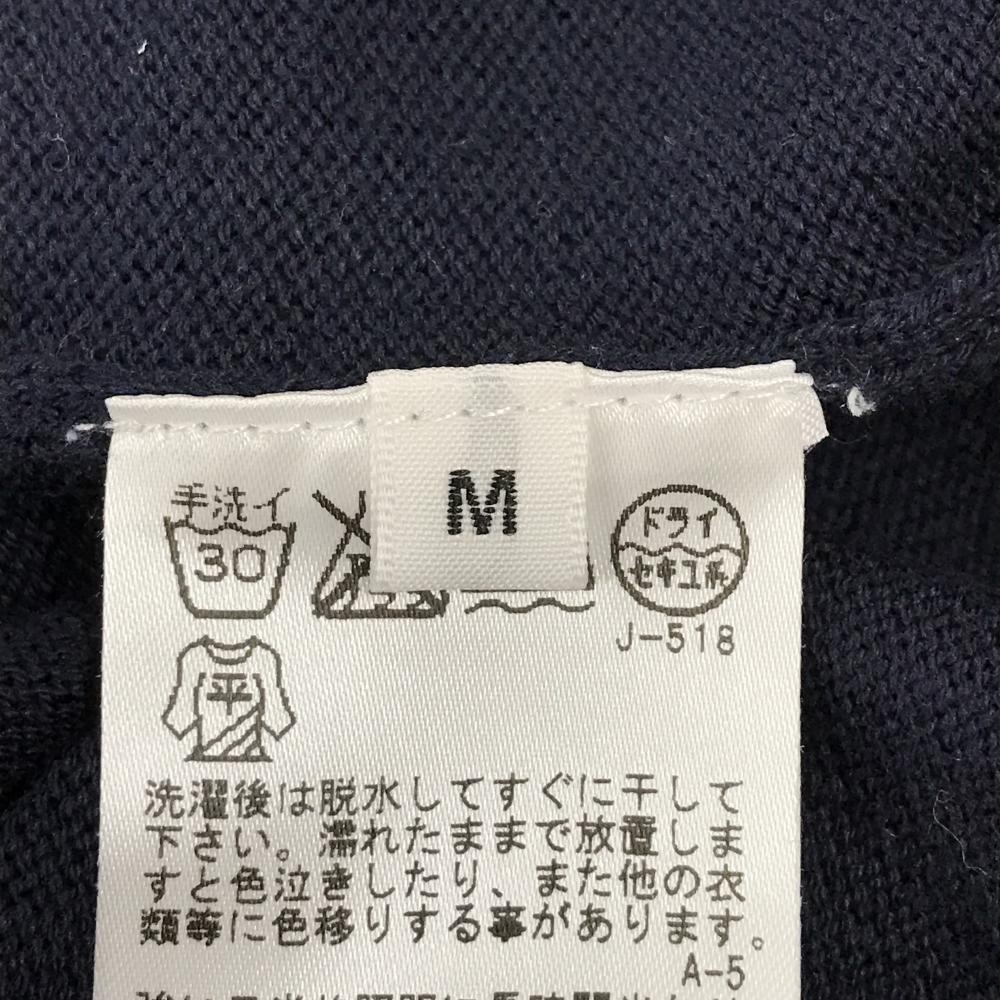 M
手洗イ
30
ドライ
セキユ系
J-518
平
洗濯後は脱水してすぐに干して
下さい。濡れたままで放置しま
すと色泣きしたり、また他の衣
類等に色移りする事があります。
A-5